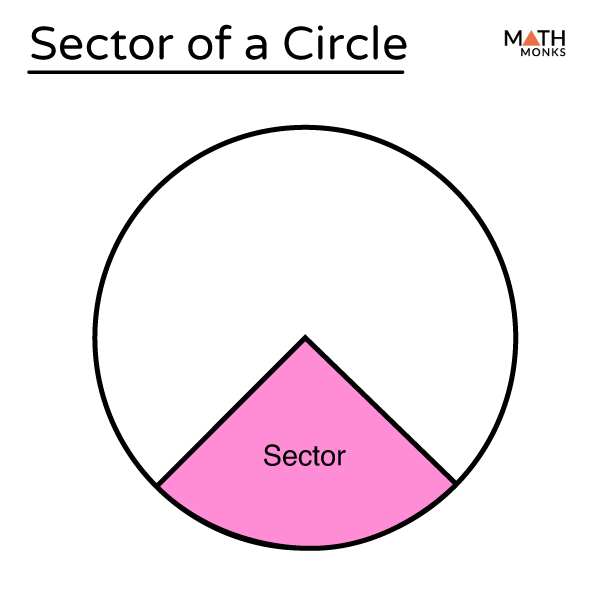 Sector of a Circle
MATH
MONKS
Sector